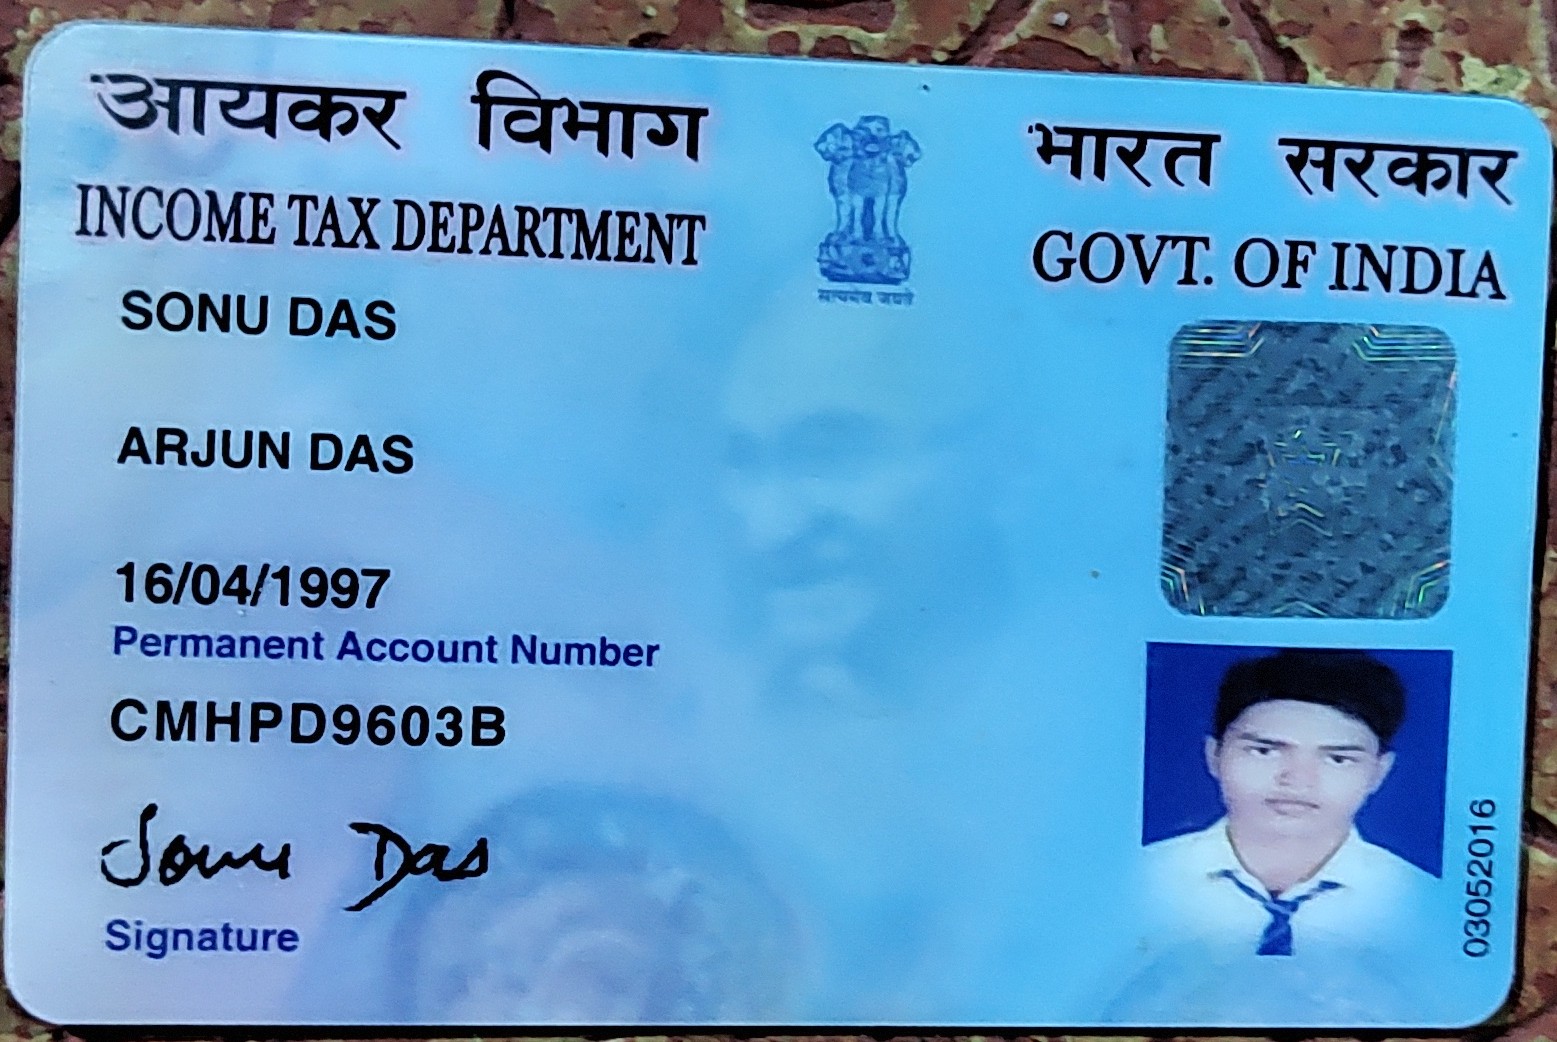 आयकर विभाग
INCOME TAX DEPARTMENT
भारत सरकार
GOVT. OF INDIA
सत्यमेव जयते
SONU DAS
ARJUN DAS
16/04/1997
Permanent Account Number
CMHPD9603B
Sonu Das
Signature
03052016